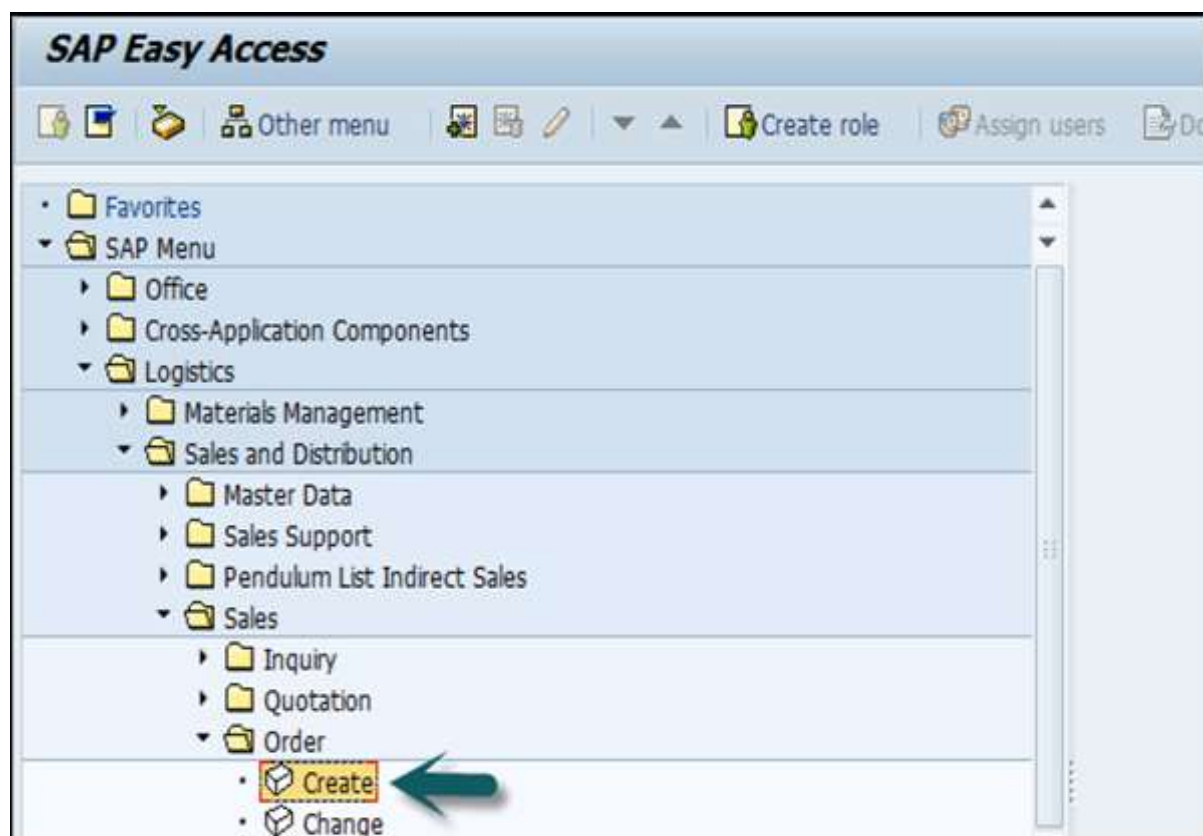 SAP Easy Access
Other menu Create role Assign users Do
Favorites
SAP Menu
Office
Cross-Application Components
Logistics
Materials Management
Sales and Distribution
Master Data
Sales Support
Pendulum List Indirect Sales
Sales
Inquiry
Quotation
Order
Create
Change